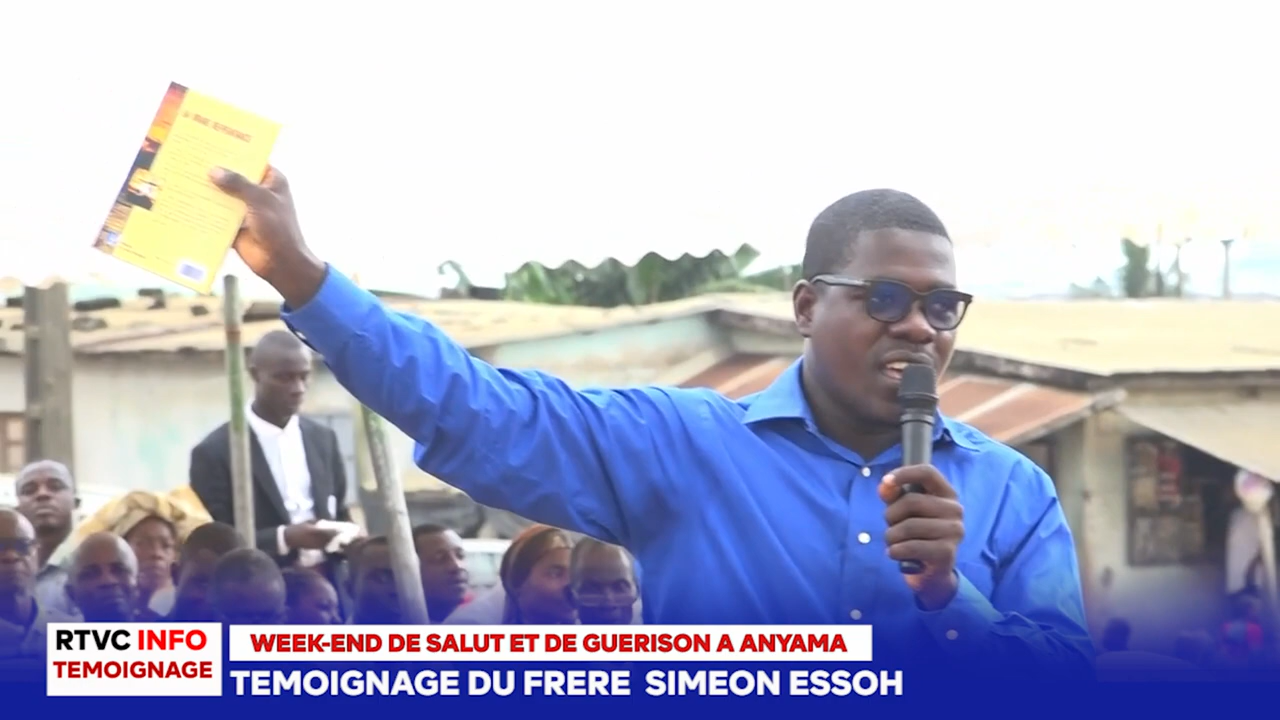 RTVC INFO
TEMOIGNAGE
WEEK-END DE SALUT ET DE GUERISON A ANYAMA
TEMOIGNAGE DU FRERE SIMEON ESSOH